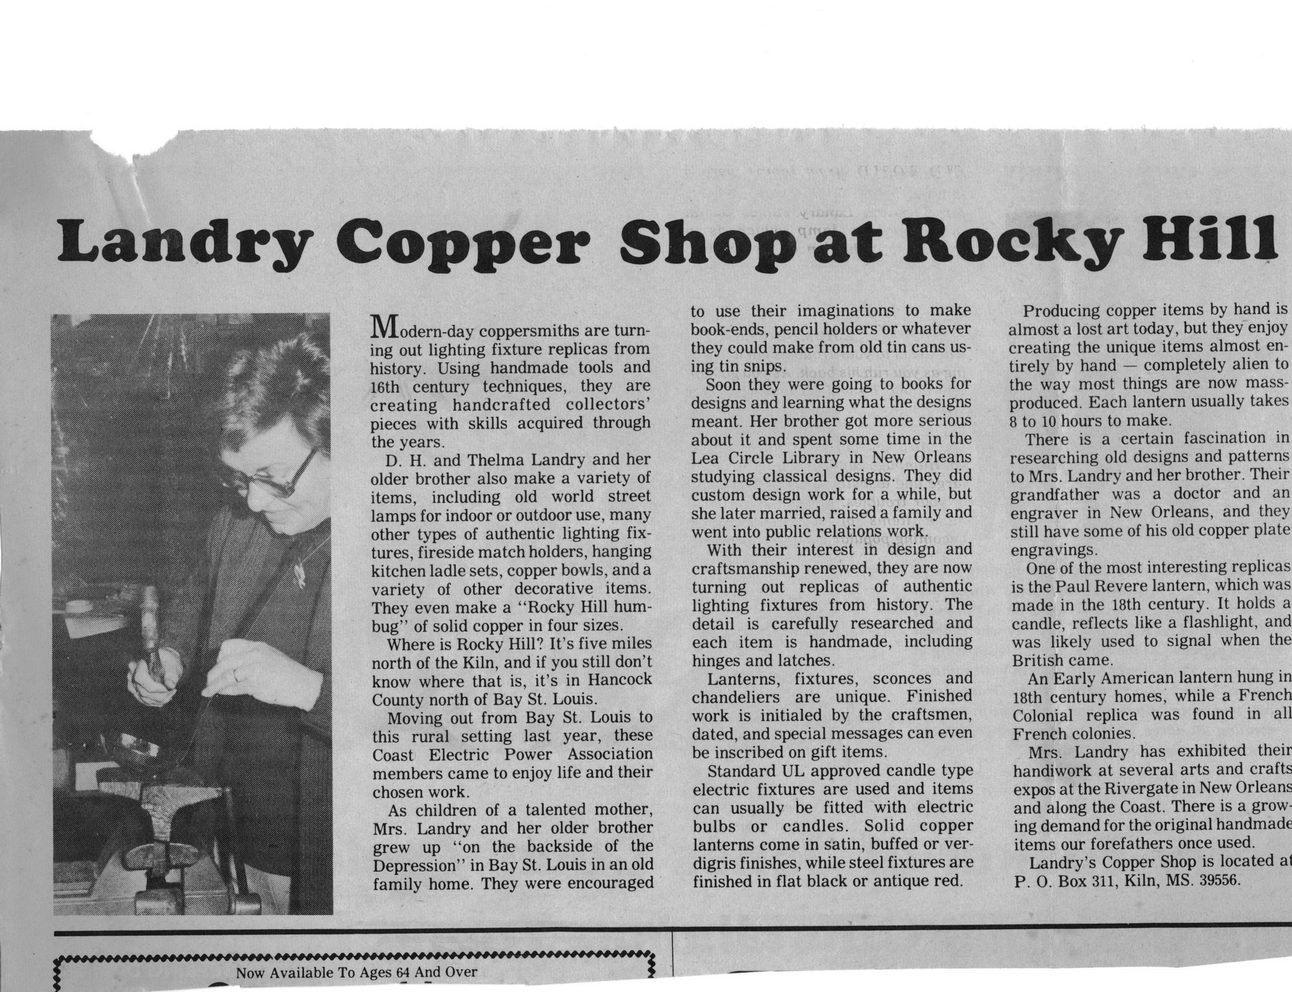 Landry Copper Shop at Rocky Hill
Modern-day coppersmiths are turn-
ing out lighting fixture replicas from
history. Using handmade tools and
16th century techniques, they are
creating handcrafted collectors'
pieces with skills acquired through
the years.
D. H. and Thelma Landry and her
older brother also make a variety of
items, including old world street
lamps for indoor or outdoor use, many
other types of authentic lighting fix-
tures, fireside match holders, hanging
kitchen ladle sets, copper bowls, and a
variety of other decorative items.
They even make a "Rocky Hill hum-
bug" of solid copper in four sizes.
Where is Rocky Hill? It's five miles
north of the Kiln, and if you still don't
know where that is, it's in Hancock
County north of Bay St. Louis.
Moving out from Bay St. Louis to
this rural setting last year, these
Coast Electric Power Association
members came to enjoy life and their
chosen work.
As children of a talented mother,
Mrs. Landry and her older brother
grew up "on the backside of the
Depression" in Bay St. Louis in an old
family home. They were encouraged
to use their imaginations to make
book-ends, pencil holders or whatever
they could make from old tin cans us-
ing tin snips.
Soon they were going to books for
designs and learning what the designs
meant. Her brother got more serious
about it and spent some time in the
Lea Circle Library in New Orleans
studying classical designs. They did
custom design work for a while, but
she later married, raised a family and
went into public relations work.
With their interest in design and
craftsmanship renewed, they are now
turning out replicas of authentic
lighting fixtures from history. The
detail is carefully researched and
each item is handmade, including
hinges and latches.
Lanterns, fixtures, sconces and
chandeliers are unique. Finished
work is initialed by the craftsmen,
dated, and special messages can even
be inscribed on gift items.
Standard UL approved candle type
electric fixtures are used and items
can usually be fitted with electric
bulbs or candles. Solid copper
lanterns come in satin, buffed or ver-
digris finishes, while steel fixtures are
finished in flat black or antique red.
Producing copper items by hand is
almost a lost art today, but they enjoy
creating the unique items almost en-
tirely by hand — completely alien to
the way most things are now mass-
produced. Each lantern usually takes
8 to 10 hours to make.
There is a certain fascination in
researching old designs and patterns
to Mrs. Landry and her brother. Their
grandfather was a doctor and an
engraver in New Orleans, and they
still have some of his old copper plate
engravings.
One of the most interesting replicas
is the Paul Revere lantern, which was
made in the 18th century. It holds a
candle, reflects like a flashlight, and
was likely used to signal when the
British came.
An Early American lantern hung in
18th century homes, while a French
Colonial replica was found in all
French colonies.
Mrs. Landry has exhibited their
handiwork at several arts and crafts
expos at the Rivergate in New Orleans
and along the Coast. There is a grow-
ing demand for the original handmade
items our forefathers once used.
Landry's Copper Shop is located at
P. O. Box 311, Kiln, MS. 39556.
Now Available To Ages 64 And Over